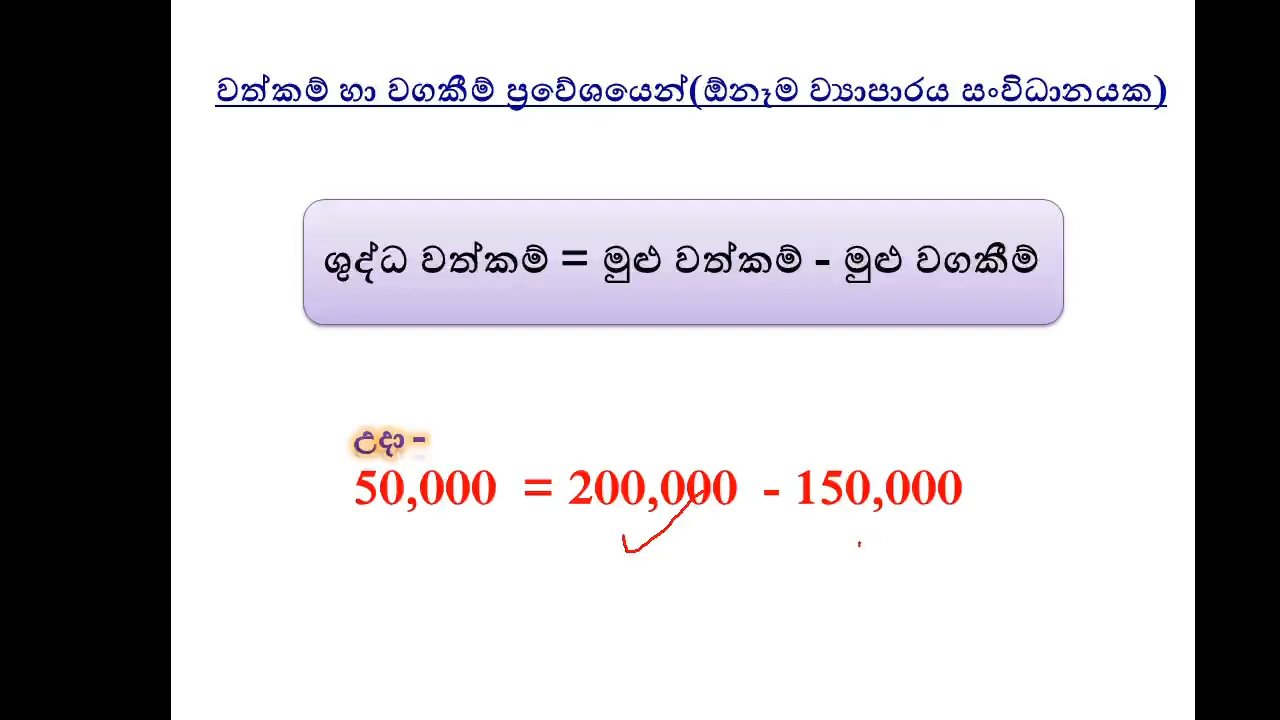 වත්කම් හා වගකීම් ප්‍රවේශයෙන්(ඕනෑම ව්‍යාපාරය සංවිධානයක)
ශුද්ධ වත්කම් = මුළු වත්කම් - මුළු වගකීම්
උදා -
50,000 = 200,000 - 150,000